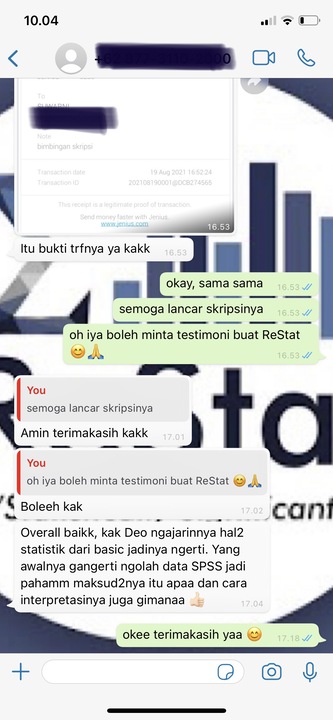 10.04
To
Note
bimbingan skripsi
Transaction date 19 Aug 2021 16:52:24
Transaction ID 202108190001@DCB274565
This receipt is a legitimate proof of transaction.
Send money faster with Jenius.
www.jenius.com
16.53
Itu bukti trfnya ya kakk 16.53
okay, sama sama 16.53
semoga lancar skripsinya 16.53
oh iya boleh minta testimoni buat ReStat
😊🙏 16.53
You
semoga lancar skripsinya
Amin terimakasih kakk 17.01
You
oh iya boleh minta testimoni buat ReStat 😊🙏
Boleeh kak 17.02
Overall baikk, kak Deo ngajarinnya hal2
statistik dari basic jadinya ngerti. Yang
awalnya gangerti ngolah data SPSS jadi
pahamm maksud2nya itu apaa dan cara
interpretasinya juga gimanaa 👍🏻 17.04
okee terimakasih yaa 😊 17.18